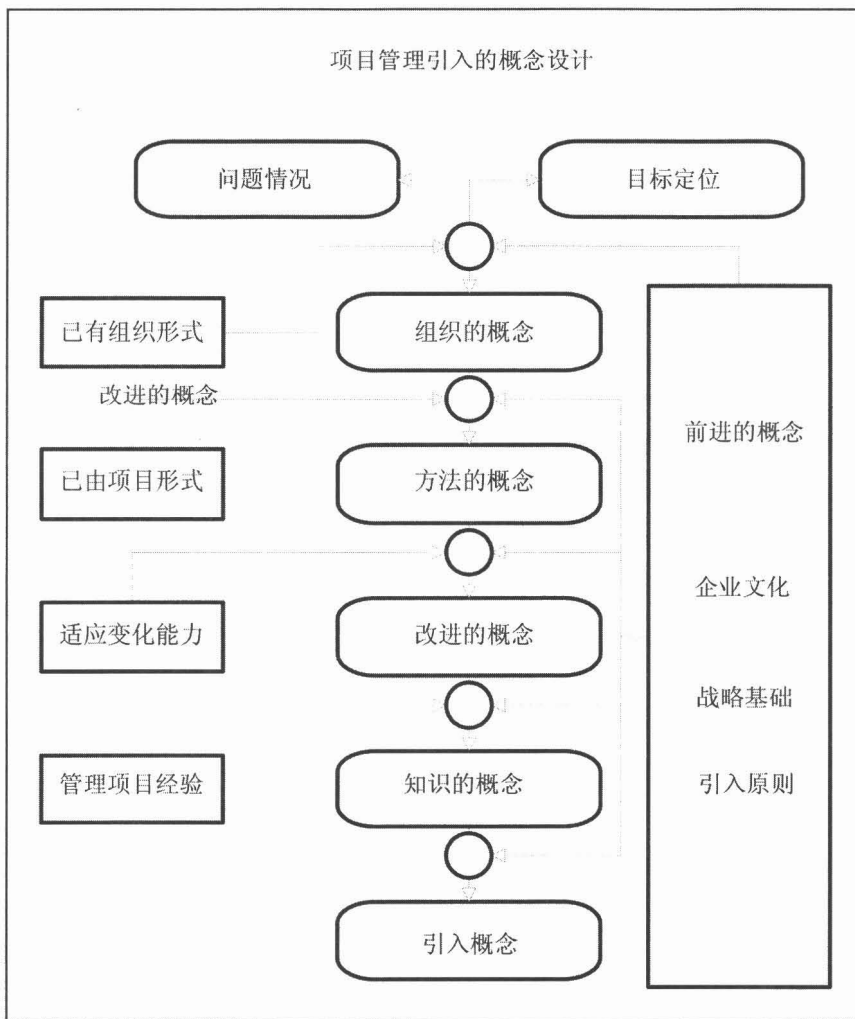 项目管理引入的概念设计
问题情况
目标定位
已有组织形式
组织的概念
改进的概念
前进的概念
已由项目形式
方法的概念
企业文化
适应变化能力
改进的概念
战略基础
管理项目经验
知识的概念
引入原则
引入概念